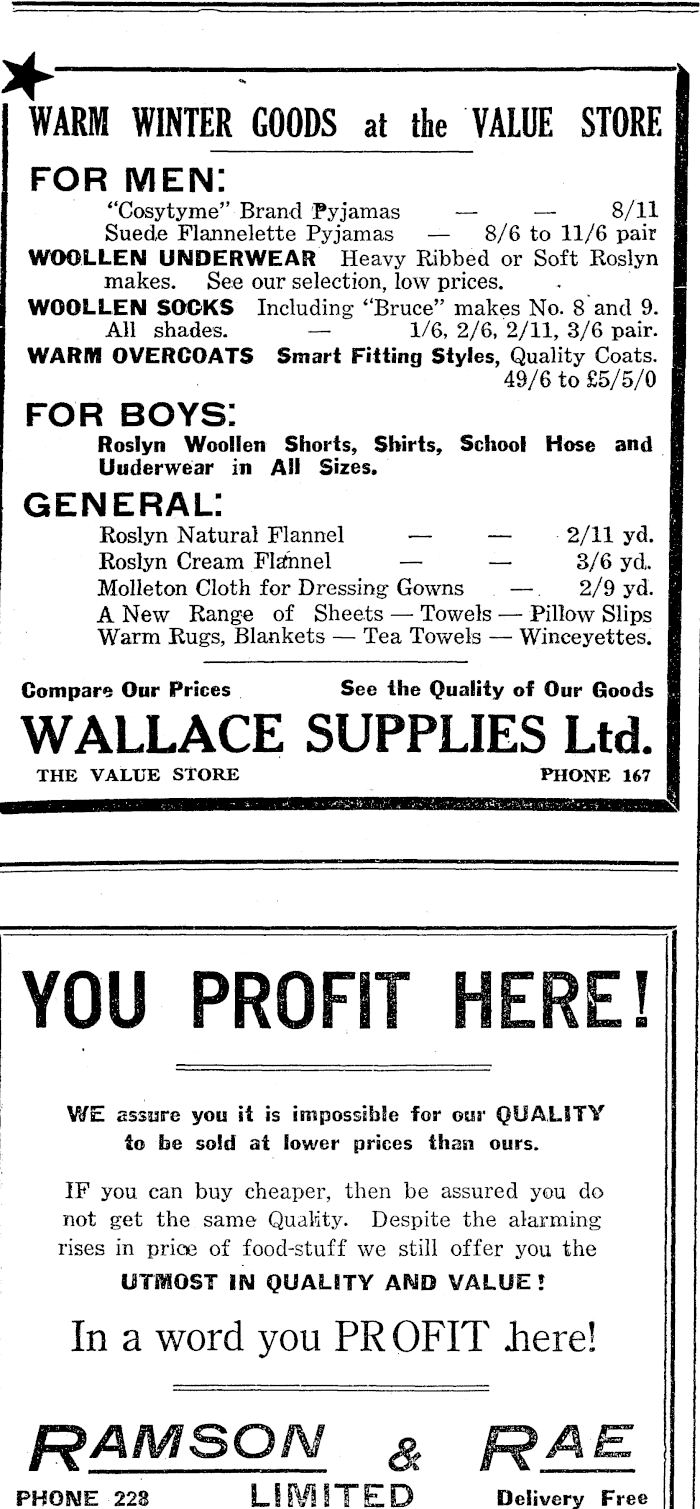 WARM WINTER GOODS at the VALUE STORE
FOR MEN:
"Cosytyme" Brand Pyjamas — — 8/11
Suede Flannelette Pyjamas — 8/6 to 11/6 pair
WOOLLEN UNDERWEAR Heavy Ribbed or Soft Roslyn
makes. See our selection, low prices.
WOOLLEN SOCKS Including "Bruce" makes No. 8 and 9.
All shades. — 1/6, 2/6, 2/11, 3/6 pair.
WARM OVERCOATS Smart Fitting Styles, Quality Coats.
49/6 to £5/5/0
FOR BOYS:
Roslyn Woollen Shorts, Shirts, School Hose and
Uuderwear in All Sizes.
GENERAL:
Roslyn Natural Flannel — — 2/11 yd.
Roslyn Cream Flannel — — 3/6 yd.
Molleton Cloth for Dressing Gowns — 2/9 yd.
A New Range of Sheets — Towels — Pillow Slips
Warm Rugs, Blankets — Tea Towels — Winceyettes.
Compare Our Prices See the Quality of Our Goods
WALLACE SUPPLIES Ltd.
THE VALUE STORE PHONE 167
YOU PROFIT HERE!
WE assure you it is impossible for our QUALITY
to be sold at lower prices than ours.
IF you can buy cheaper, then be assured you do
not get the same Quality. Despite the alarming
rises in price of food-stuff we still offer you the
UTMOST IN QUALITY AND VALUE!
In a word you PROFIT here!
RAMSON & RAE
PHONE 228 LIMITED Delivery Free